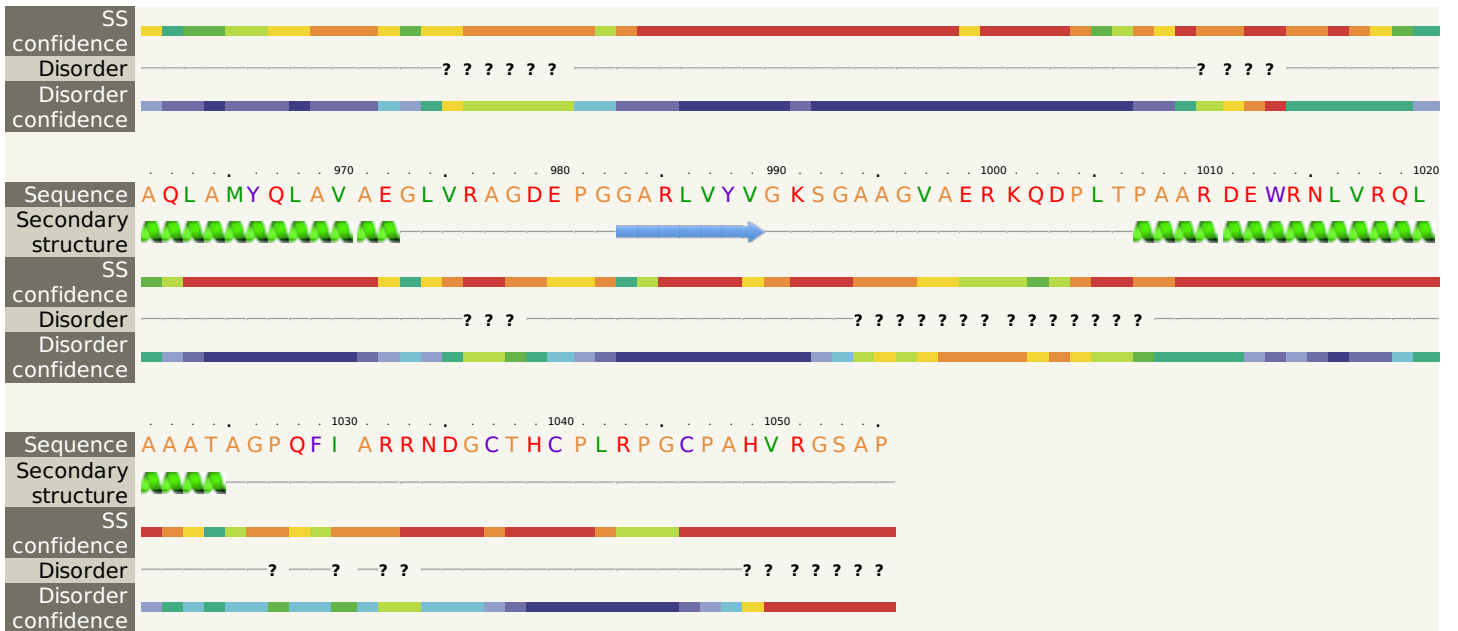 SS
confidence
Disorder ? ? ? ? ? ? ? ? ? ?
Disorder
confidence
970 980 990 1000 1010 1020
Sequence A Q L A M Y Q L A V A E G L V R A G D E P G G A R L V Y V G K S G A A G V A E R K Q D P L T P A A R D E W R N L V R Q L
Secondary
structure
SS
confidence
Disorder ? ? ? ? ? ? ? ? ? ? ? ? ? ? ? ? ?
Disorder
confidence
1030 1040 1050
Sequence A A A T A G P Q F I A R R N D G C T H C P L R P G C P A H V R G S A P
Secondary
structure
SS
confidence
Disorder ? ? ? ? ? ? ? ? ? ? ?
Disorder
confidence